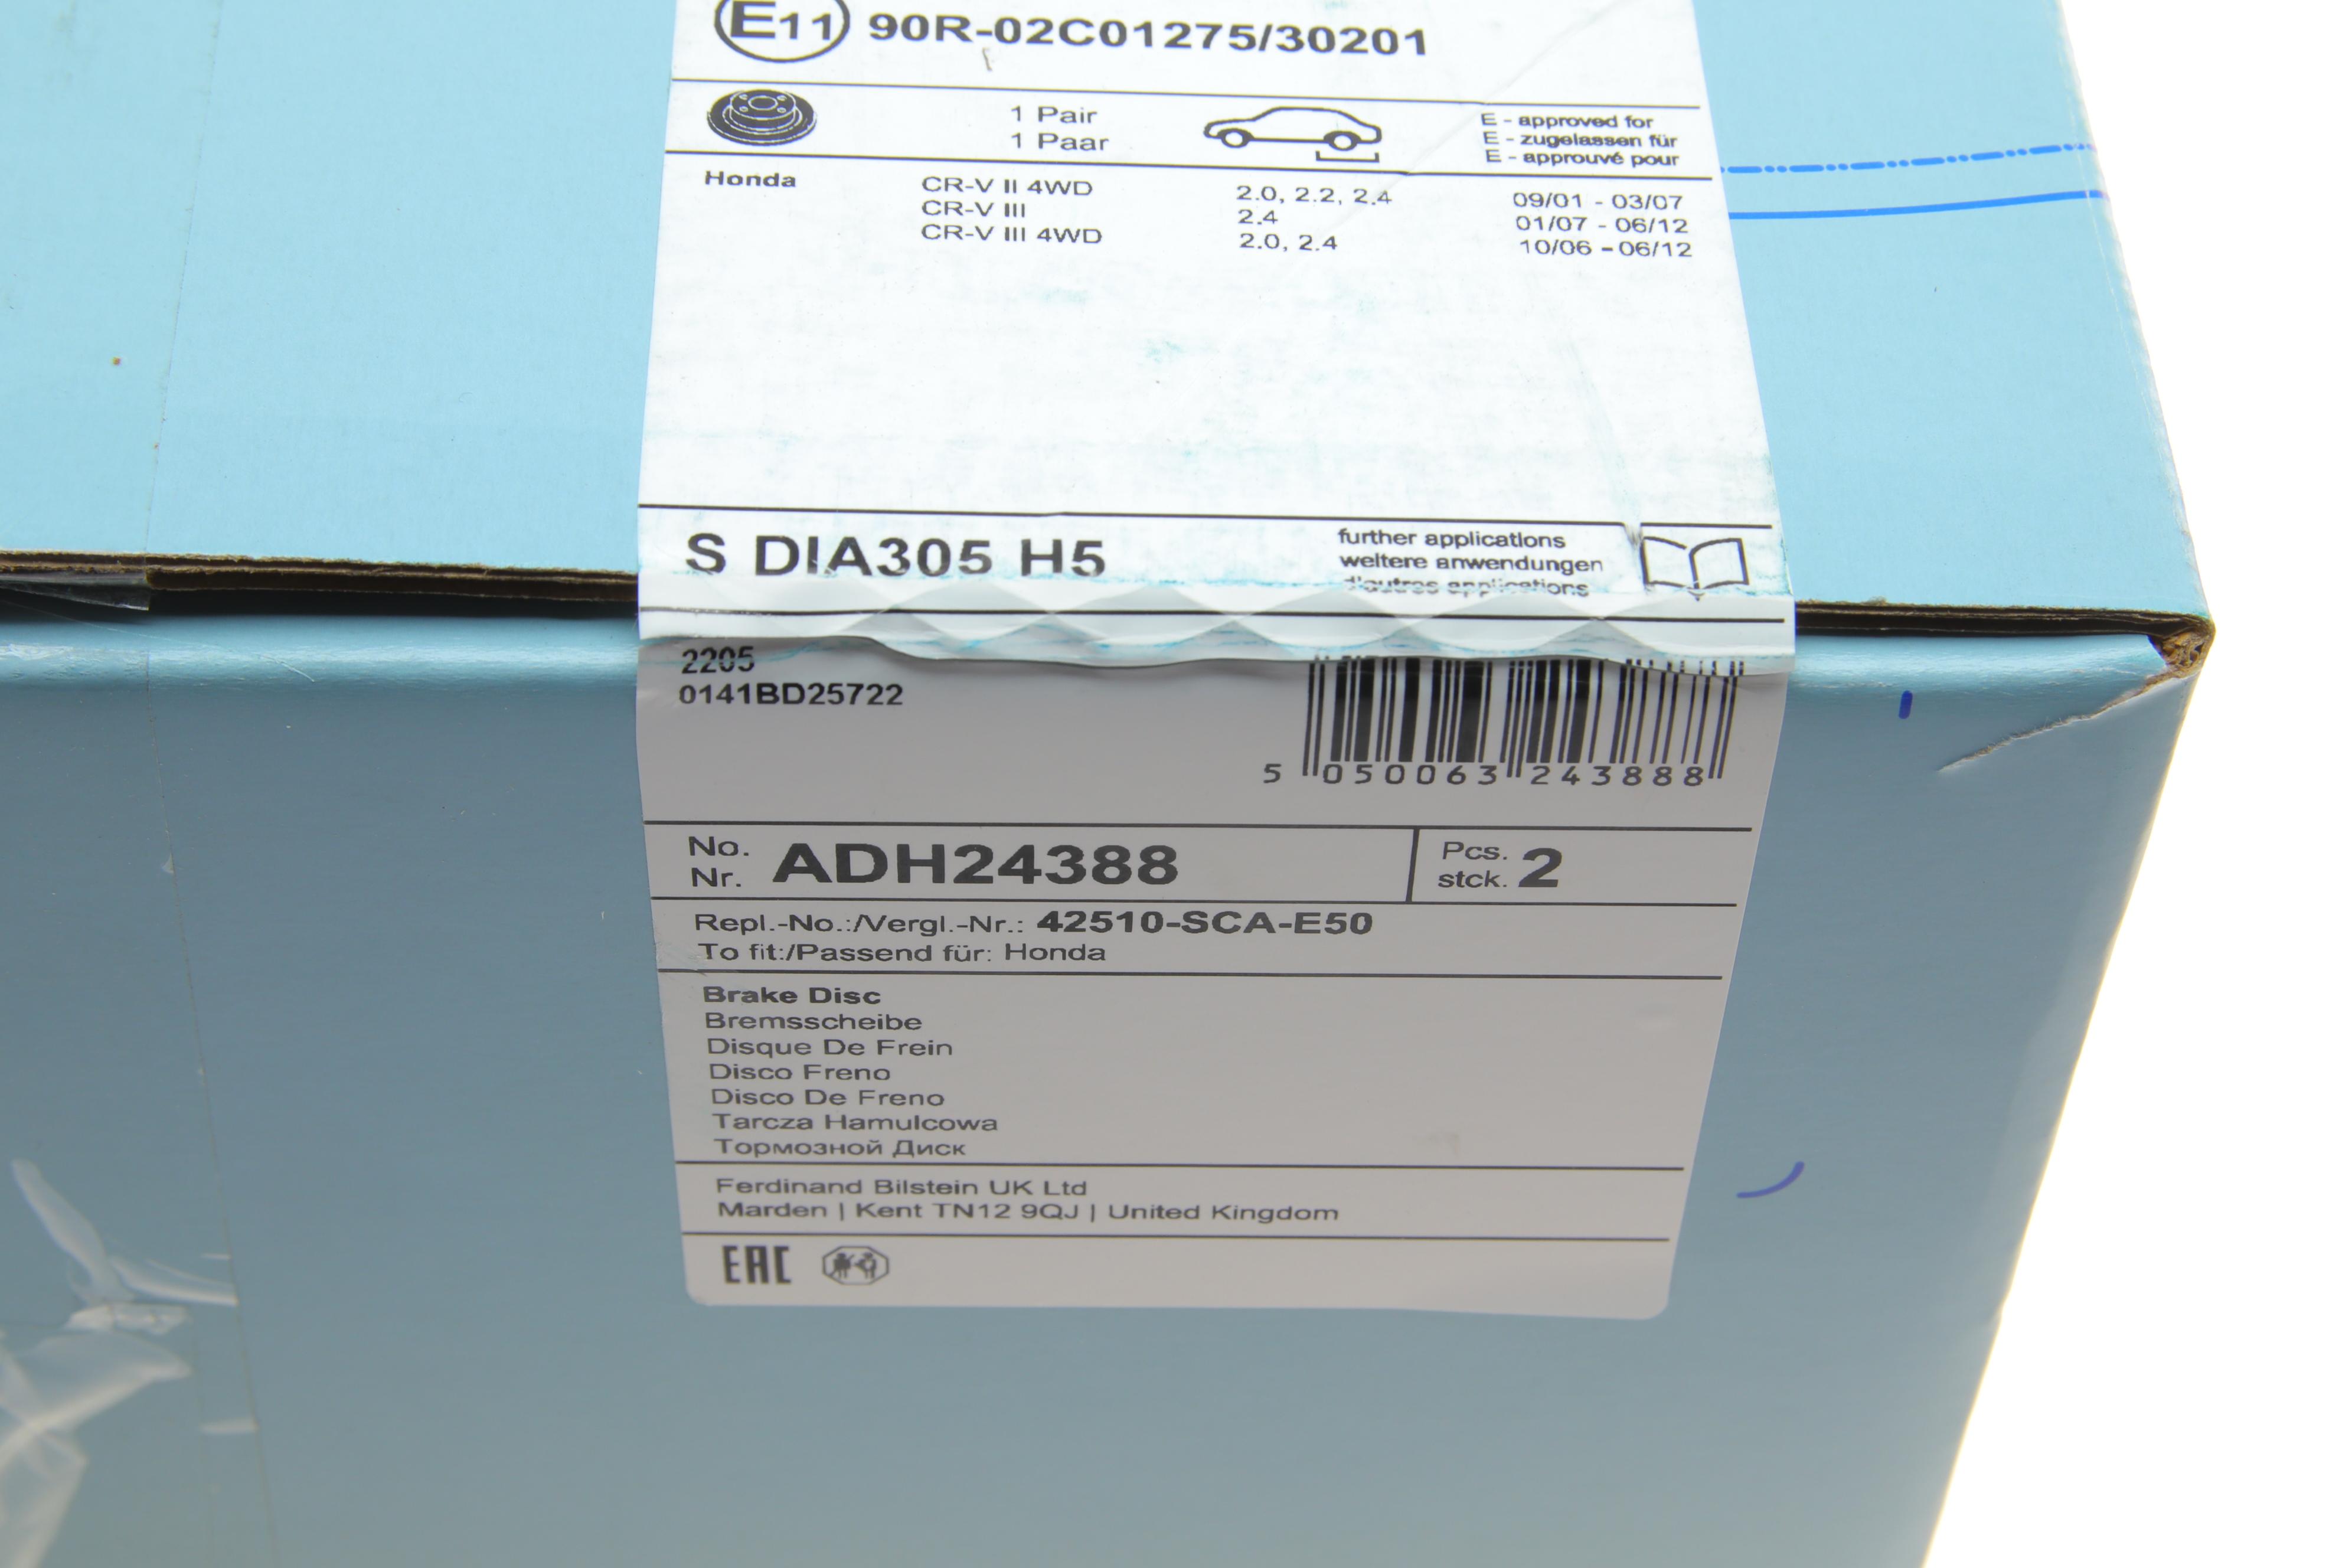 E11 90R-02C01275/30201
1 Pair
1 Paar
E - approved for
E - zugelassen für
E - approuvé pour
Honda CR-V II 4WD 2.0, 2.2, 2.4 09/01 - 03/07
CR-V III 2.4 01/07 - 06/12
CR-V III 4WD 2.0, 2.4 10/06 - 06/12
S DIA305 H5
further applications
weitere anwendungen
d'autres applications
2205
0141BD25722
5 050063 243888
No.
Nr. ADH24388
Pcs.
stck. 2
Repl.-No.:/Vergl.-Nr.: 42510-SCA-E50
To fit:/Passend für: Honda
Brake Disc
Bremsscheibe
Disque De Frein
Disco Freno
Disco De Freno
Tarcza Hamulcowa
Тормозной Диск
Ferdinand Bilstein UK Ltd
Marden | Kent TN12 9QJ | United Kingdom
EAC